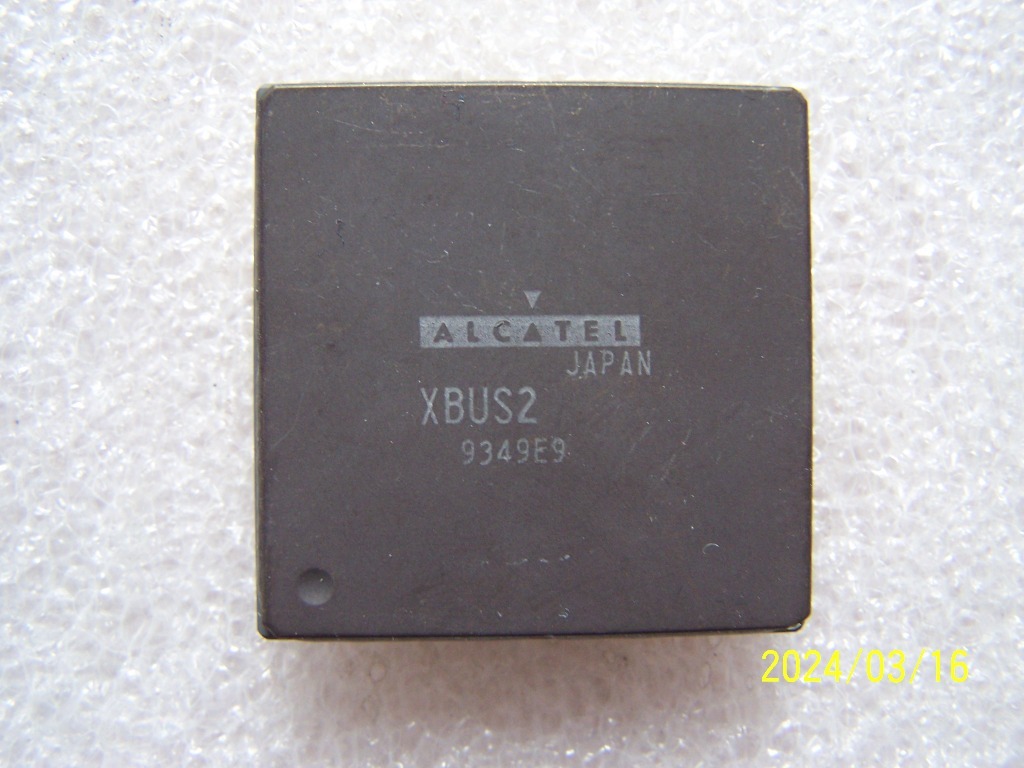 ALCATEL
JAPAN
XBUS2
9349E9
2024/03/16